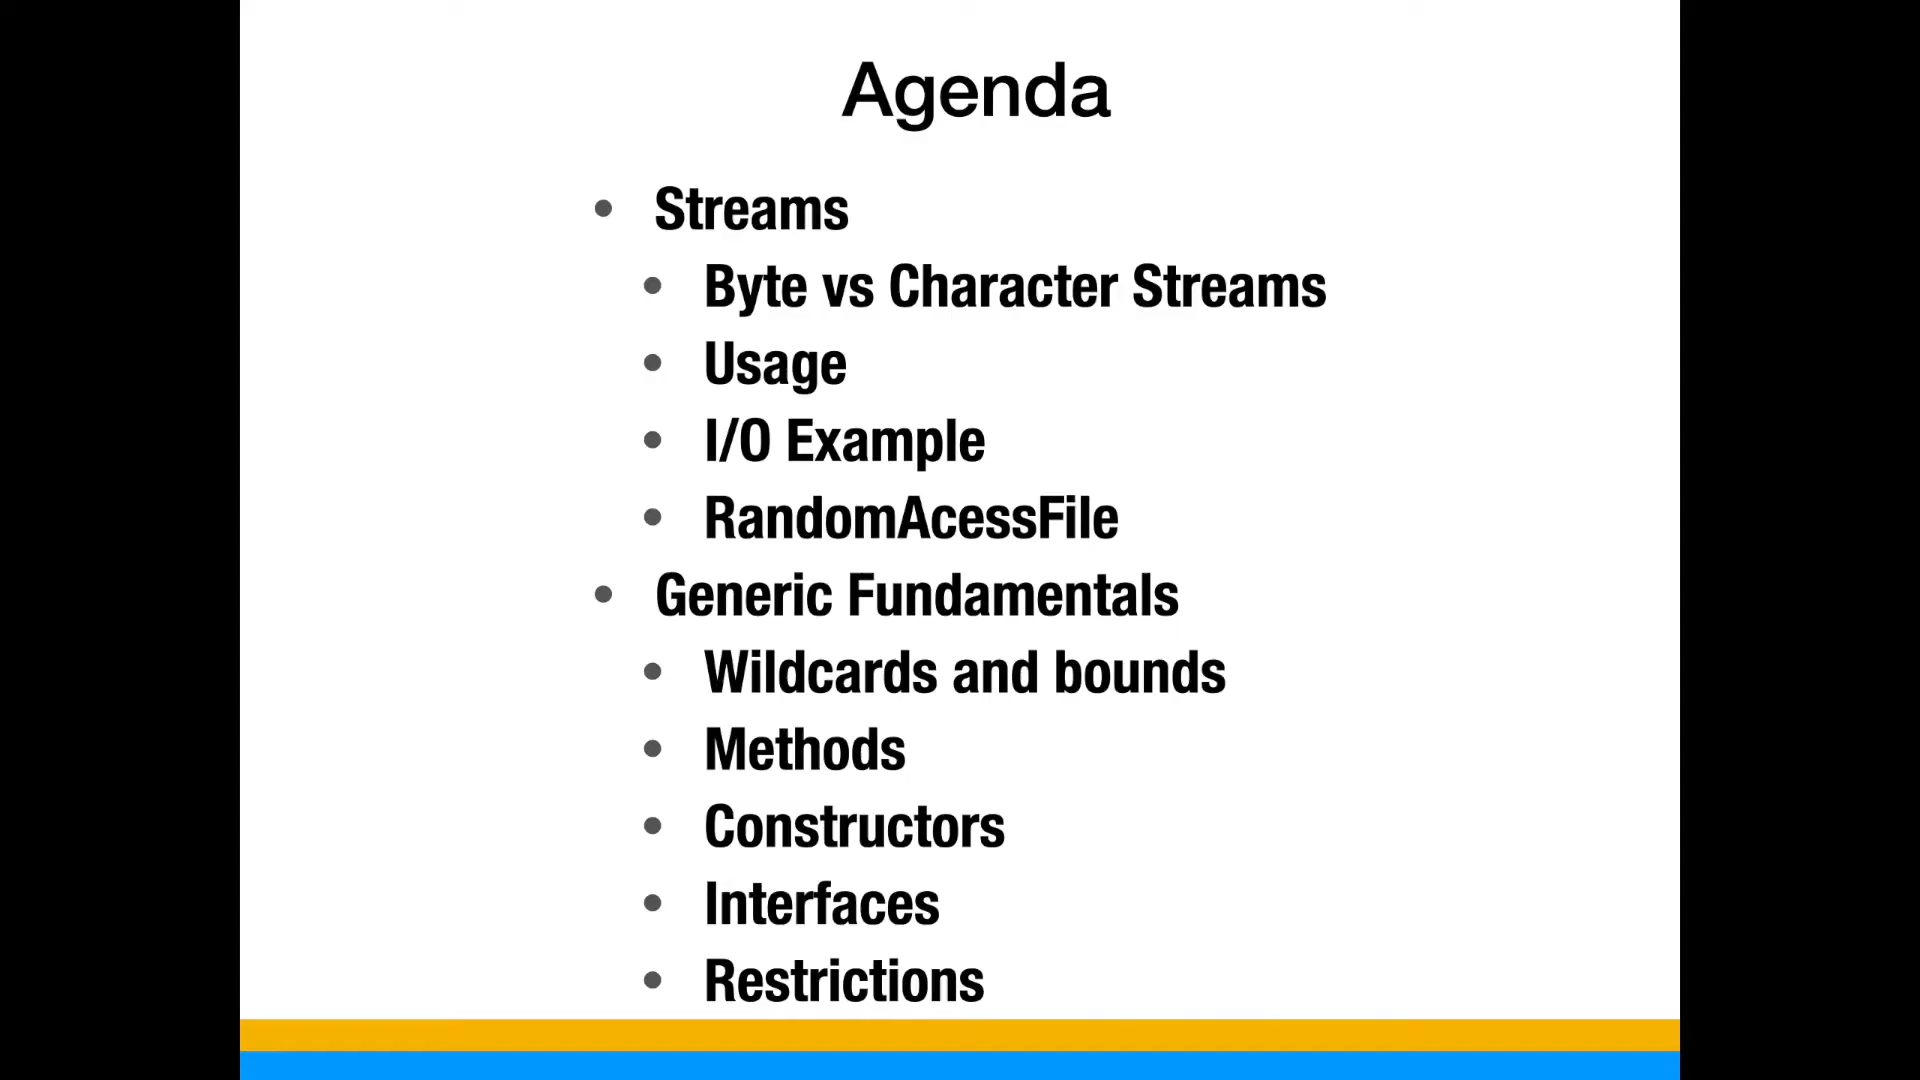 Agenda
• Streams
• Byte vs Character Streams
• Usage
• I/O Example
• RandomAcessFile
• Generic Fundamentals
• Wildcards and bounds
• Methods
• Constructors
• Interfaces
• Restrictions